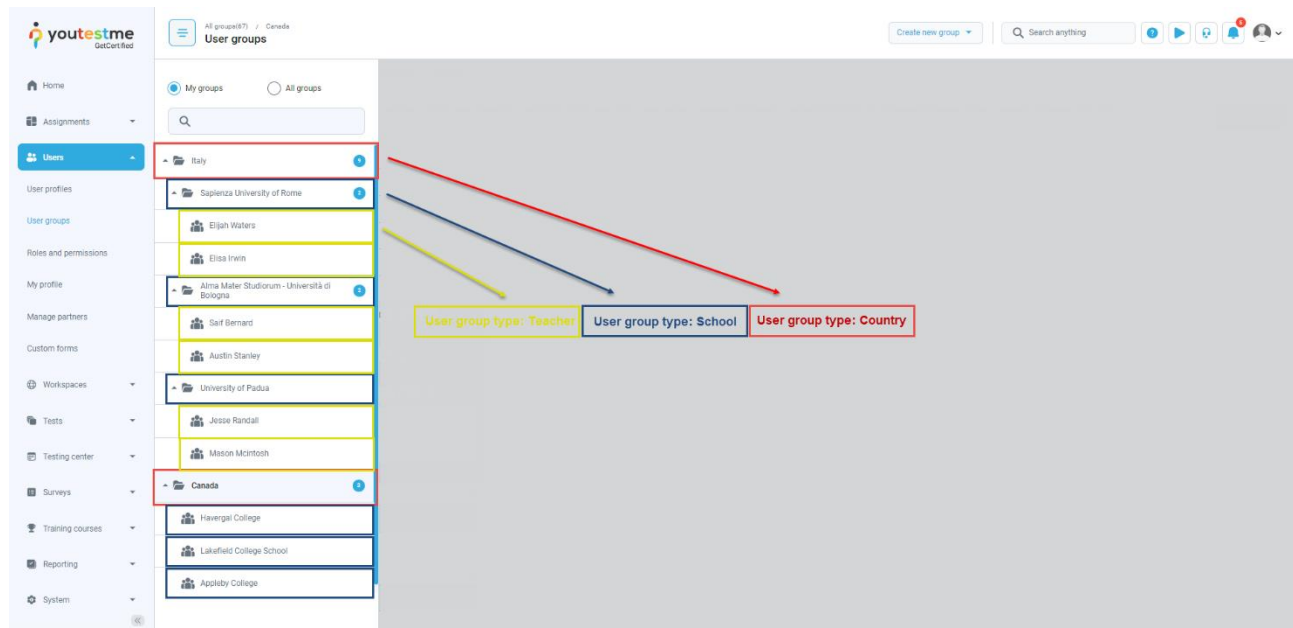 youtestme
GetCertified
All groups(87) / Canada
User groups
Create new group
Search anything
Home
Assignments
Users
User profiles
User groups
Roles and permissions
My profile
Manage partners
Custom forms
Workspaces
Tests
Testing center
Surveys
Training courses
Reporting
System
My groups
All groups
Italy
Sapienza University of Rome
Elijah Waters
Elisa Irwin
Alma Mater Studiorum - Università di
Bologna
Saif Bernard
Austin Stanley
University of Padua
Jesse Randall
Mason Mcintosh
Canada
Havergal College
Lakefield College School
Appleby College
User group type: Teacher
User group type: School
User group type: Country